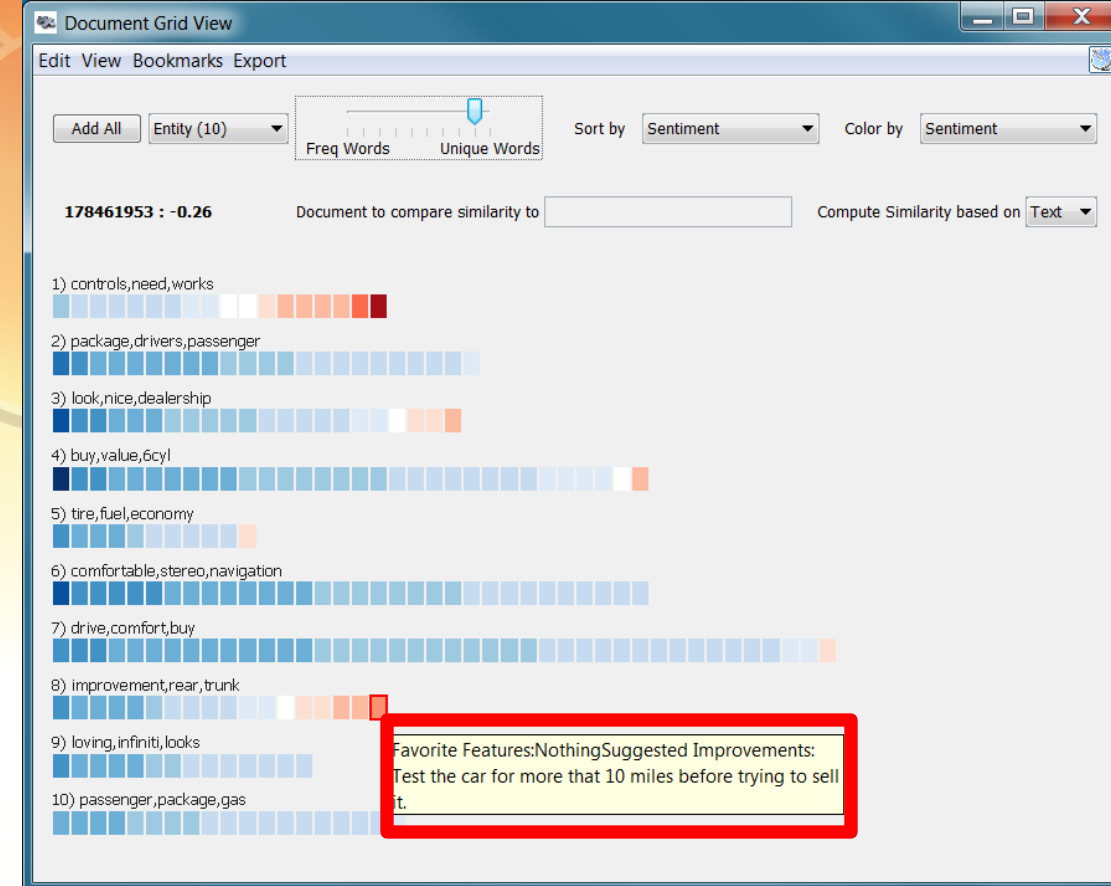 Document Grid View
Edit View Bookmarks Export
Add All Entity (10) Freq Words Unique Words Sort by Sentiment Color by Sentiment
178461953 : -0.26 Document to compare similarity to Compute Similarity based on Text
1) controls,need,works
2) package,drivers,passenger
3) look,nice,dealership
4) buy,value,6cyl
5) tire,fuel,economy
6) comfortable,stereo,navigation
7) drive,comfort,buy
8) improvement,rear,trunk
9) loving,infiniti,looks
Favorite Features:NothingSuggested Improvements:
Test the car for more that 10 miles before trying to sell
it.
10) passenger,package,gas